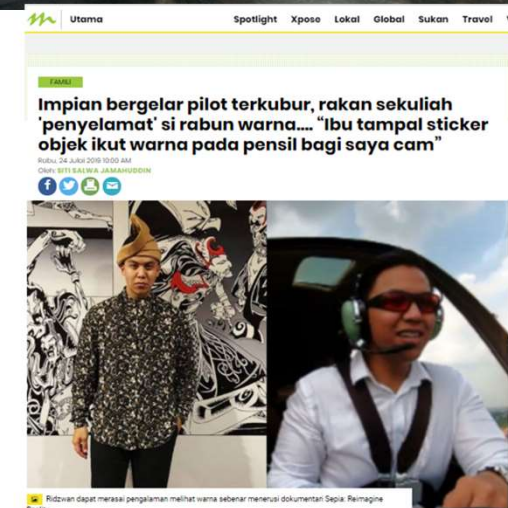 Utama
Spotlight Xpose Lokal Global Sukan Travel
FAMILI
Impian bergelar pilot terkubur, rakan sekuliah
'penyelamat' si rabun warna.... “Ibu tampal sticker
objek ikut warna pada pensil bagi saya cam”
Rabu, 24 Julai 2019 10:00 AM
Oleh: SITI SALWA JAMAHUDDIN
Ridzwan dapat merasai pengalaman melihat warna sebenar menerusi dokumentari Sepia: Reimagine